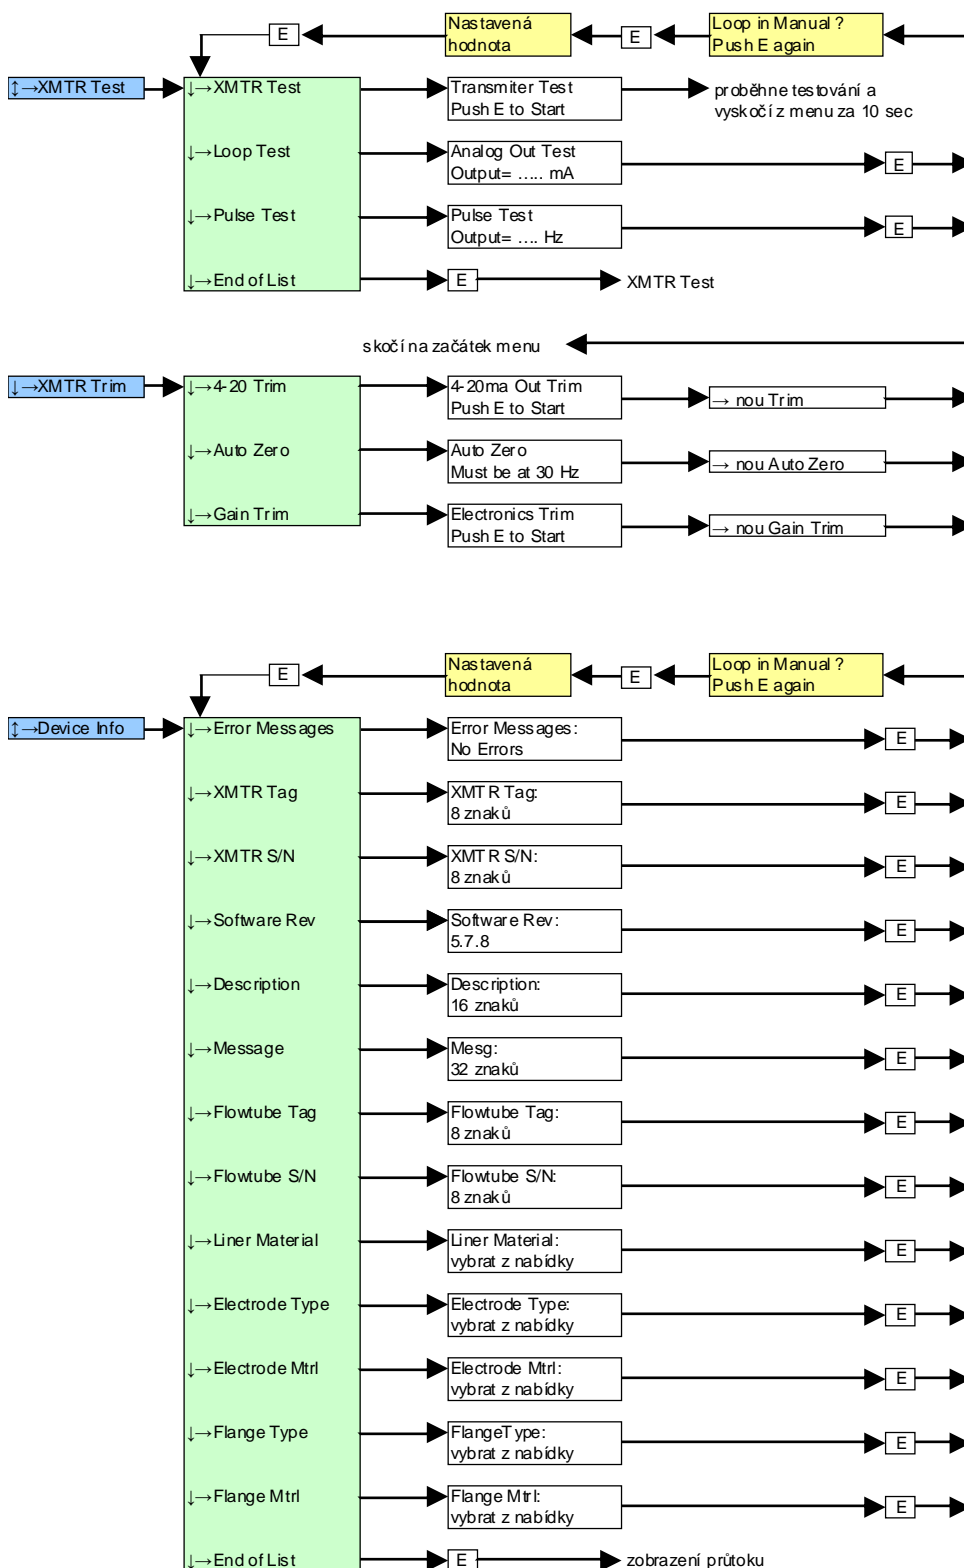 E
Nastavená
hodnota
E
Loop in Manual ?
Push E again
↕→XMTR Test
↓→XMTR Test
Transmiter Test
Push E to Start
proběhne testování a
vyskočí z menu za 10 sec
↓→Loop Test
Analog Out Test
Output= ..... mA
E
↓→Pulse Test
Pulse Test
Output= .... Hz
E
↓→End of List
E
XMTR Test
skočí na začátek menu
↓→XMTR Trim
↓→4-20 Trim
4-20ma Out Trim
Push E to Start
→ nou Trim
↓→Auto Zero
Auto Zero
Must be at 30 Hz
→ nou Auto Zero
↓→Gain Trim
Electronics Trim
Push E to Start
→ nou Gain Trim
E
Nastavená
hodnota
E
Loop in Manual ?
Push E again
↕→Device Info
↓→Error Messages
Error Messages:
No Errors
E
↓→XMTR Tag
XMTR Tag:
8 znaků
E
↓→XMTR S/N
XMTR S/N:
8 znaků
E
↓→Software Rev
Software Rev:
5.7.8
E
↓→Description
Description:
16 znaků
E
↓→Message
Mesg:
32 znaků
E
↓→Flowtube Tag
Flowtube Tag:
8 znaků
E
↓→Flowtube S/N
Flowtube S/N:
8 znaků
E
↓→Liner Material
Liner Material:
vybrat z nabídky
E
↓→Electrode Type
Electrode Type:
vybrat z nabídky
E
↓→Electrode Mtrl
Electrode Mtrl:
vybrat z nabídky
E
↓→Flange Type
FlangeType:
vybrat z nabídky
E
↓→Flange Mtrl
Flange Mtrl:
vybrat z nabídky
E
↓→End of List
E
zobrazení průtoku